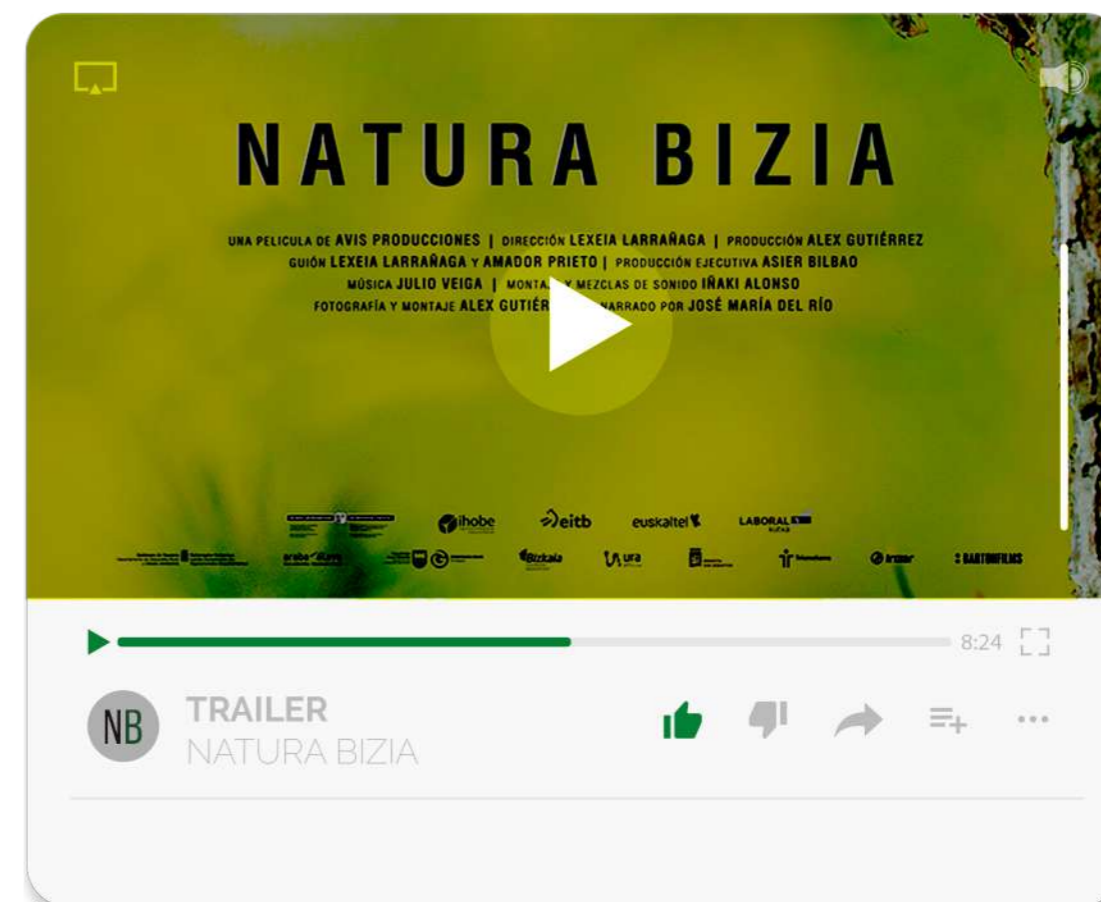 NATURA BIZIA
UNA PELICULA DE AVIS PRODUCCIONES | DIRECCIÓN LEXEIA LARRAÑAGA | PRODUCCIÓN ALEX GUTIÉRREZ
GUIÓN LEXEIA LARRAÑAGA Y AMADOR PRIETO | PRODUCCIÓN EJECUTIVA ASIER BILBAO
MÚSICA JULIO VEIGA | Y MEZCLAS DE SONIDO IÑAKI ALONSO
FOTOGRAFÍA Y MONTAJE ALEX NARRADO POR JOSÉ MARÍA DEL RÍO
ihobe eitb euskaltel LABORAL kutxa
Bizkaia ura BARTONFILMS
8:24
NB
TRAILER
NATURA BIZIA